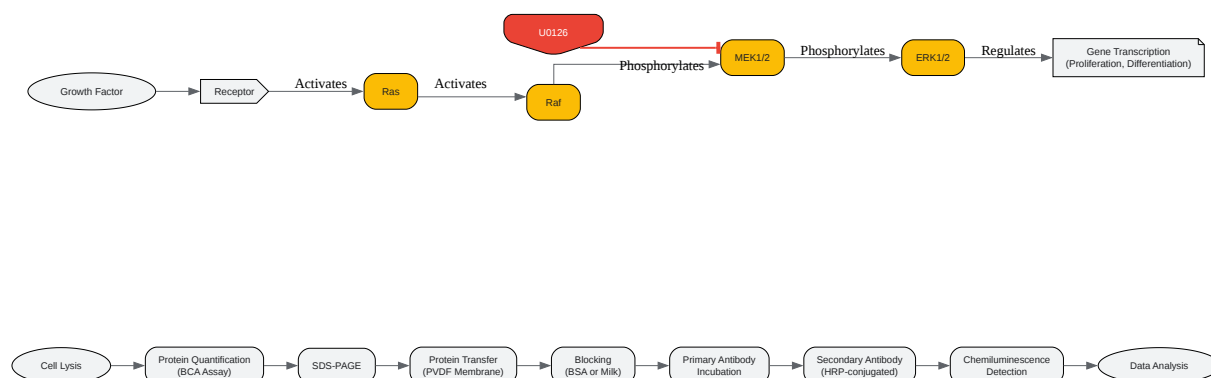 U0126
MEK1/2
Phosphorylates
ERK1/2
Regulates
Gene Transcription
(Proliferation, Differentiation)
Growth Factor
Receptor
Activates
Ras
Activates
Raf
Phosphorylates
Cell Lysis
Protein Quantification
(BCA Assay)
SDS-PAGE
Protein Transfer
(PVDF Membrane)
Blocking
(BSA or Milk)
Primary Antibody
Incubation
Secondary Antibody
(HRP-conjugated)
Chemiluminescence
Detection
Data Analysis